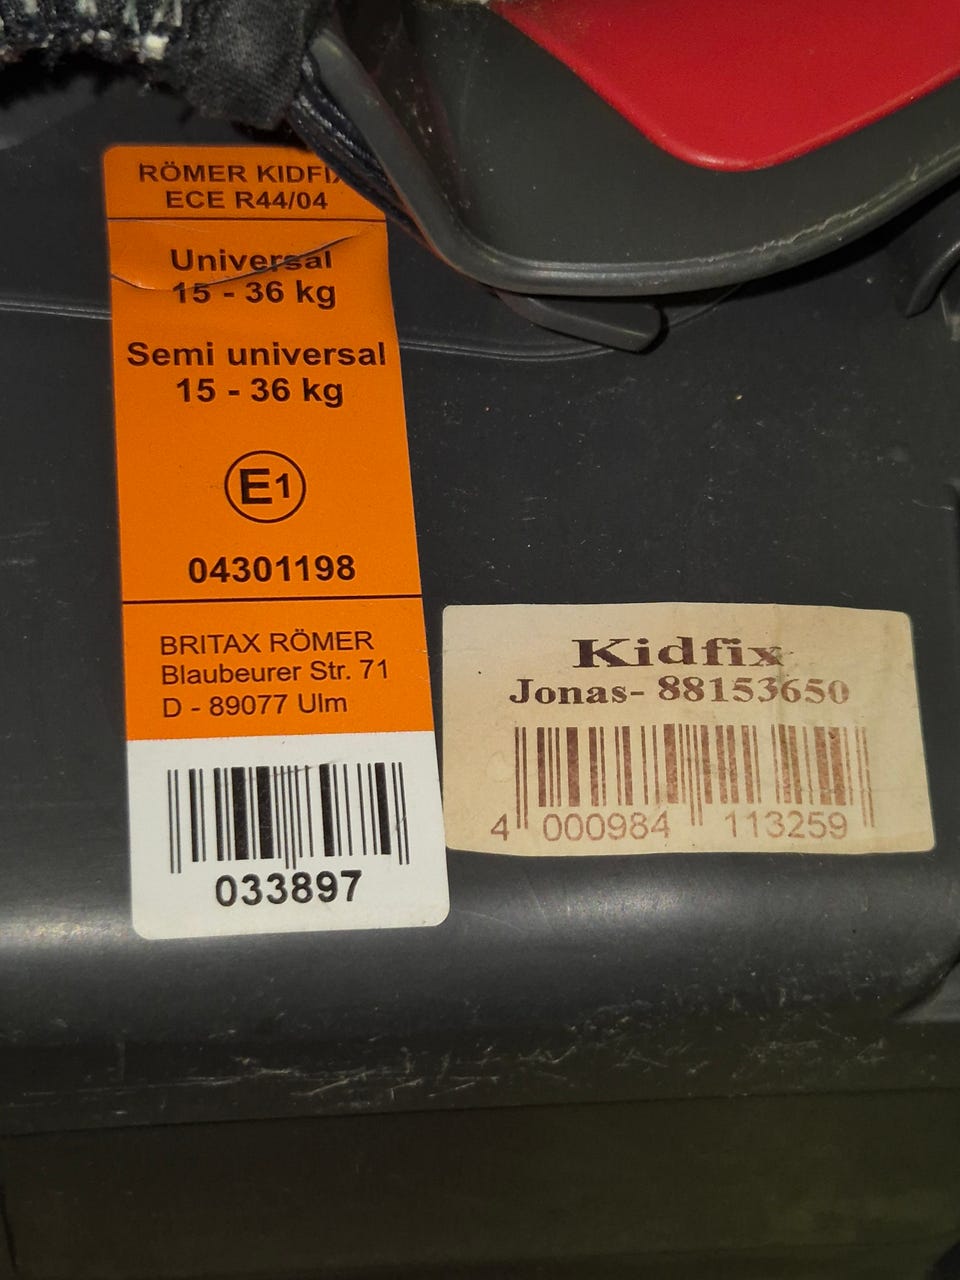 RÖMER KIDFIX
ECE R44/04
Universal
15 - 36 kg
Semi universal
15 - 36 kg
E1
04301198
BRITAX RÖMER
Blaubeurer Str. 71
D - 89077 Ulm
033897
Kidfix
Jonas- 88153650
4 000984 113259